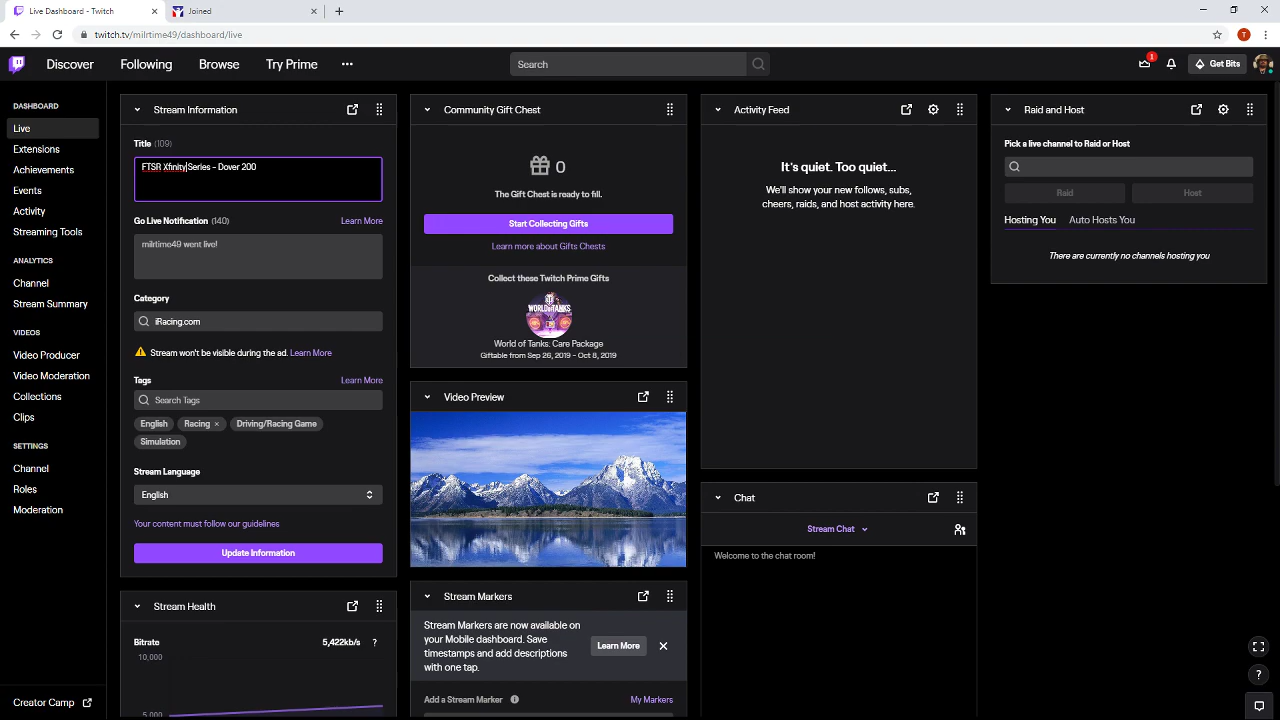 Live Dashboard - Twitch
Joined
twitch.tv/milrtime49/dashboard/live
T
Discover
Following
Browse
Try Prime
Search
1
Get Bits
DASHBOARD
Live
Extensions
Achievements
Events
Activity
Streaming Tools
ANALYTICS
Channel
Stream Summary
VIDEOS
Video Producer
Video Moderation
Collections
Clips
SETTINGS
Channel
Roles
Moderation
Creator Camp
Stream Information
Title (109)
FTSR Xfinity Series - Dover 200
Go Live Notification (140)
Learn More
milrtime49 went live!
Category
iRacing.com
Stream won't be visible during the ad. Learn More
Tags
Learn More
Search Tags
English
Racing ×
Driving/Racing Game
Simulation
Stream Language
English
Your content must follow our guidelines
Update Information
Stream Health
Bitrate
5,422kb/s
?
10,000
5,000
Community Gift Chest
0
The Gift Chest is ready to fill.
Start Collecting Gifts
Learn more about Gifts Chests
Collect these Twitch Prime Gifts
WORLD OF TANKS
World of Tanks: Care Package
Giftable from Sep 26, 2019 - Oct 8, 2019
Video Preview
Stream Markers
Stream Markers are now available on
your Mobile dashboard. Save
timestamps and add descriptions
with one tap.
Learn More
Add a Stream Marker
My Markers
Activity Feed
It's quiet. Too quiet...
We'll show your new follows, subs,
cheers, raids, and host activity here.
Chat
Stream Chat
Welcome to the chat room!
Raid and Host
Pick a live channel to Raid or Host
Raid
Host
Hosting You
Auto Hosts You
There are currently no channels hosting you
?